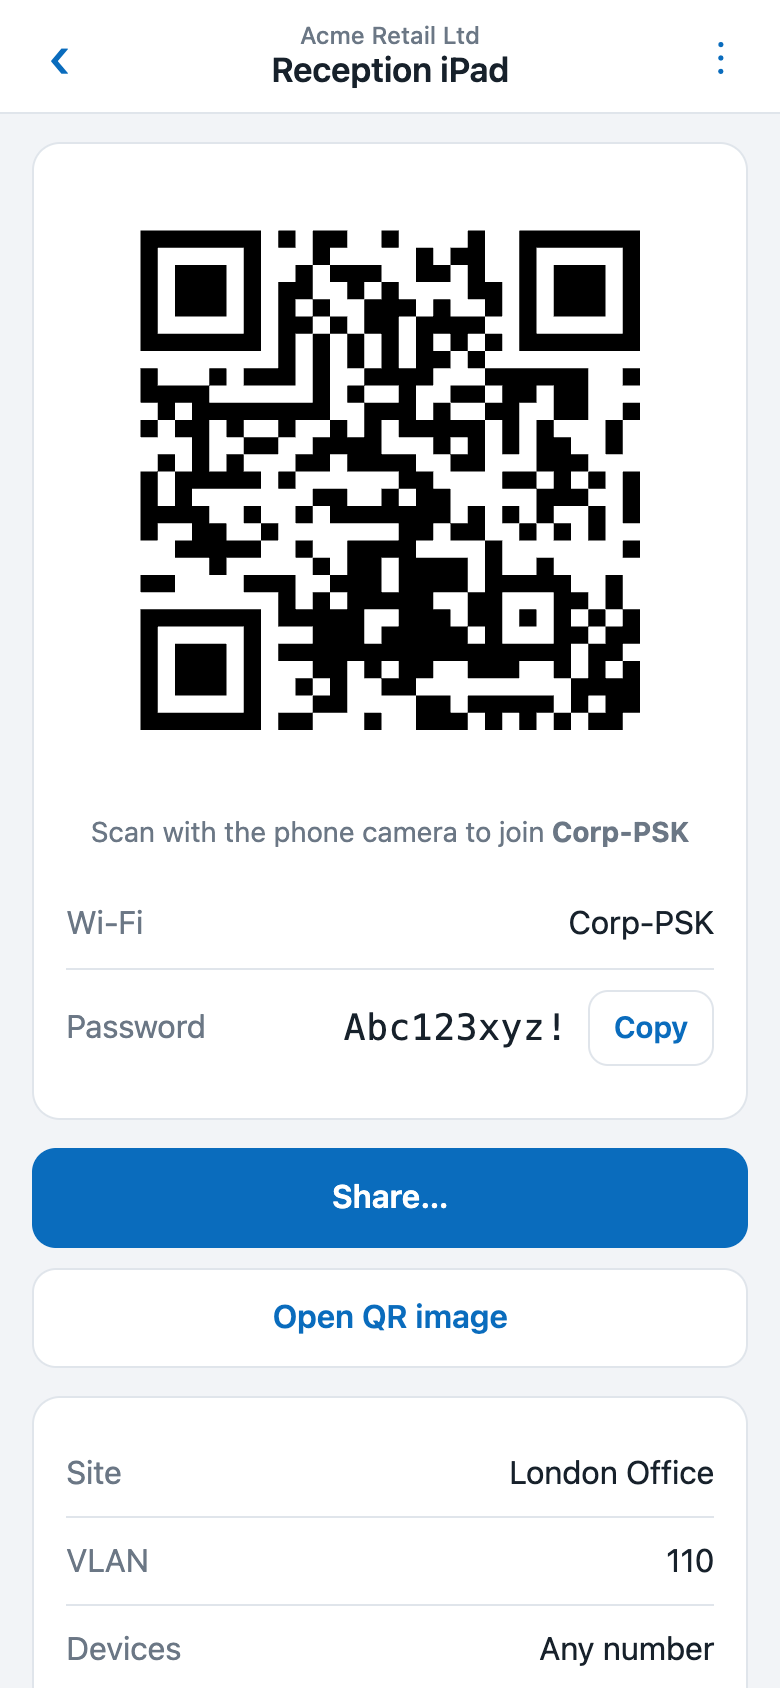 Acme Retail Ltd
Reception iPad
Scan with the phone camera to join Corp-PSK
Wi-Fi Corp-PSK
Password Abc123xyz! Copy
Share...
Open QR image
Site London Office
VLAN 110
Devices Any number